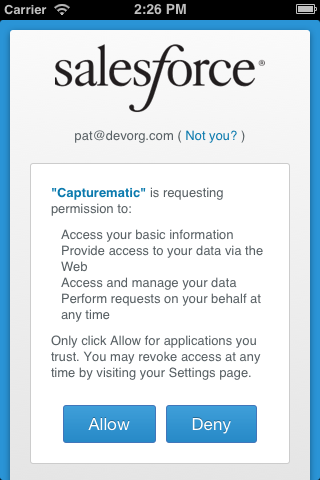 Carrier 2:26 PM
salesforce®
pat@devorg.com ( Not you? )
"Capturematic" is requesting
permission to:
Access your basic information
Provide access to your data via the
Web
Access and manage your data
Perform requests on your behalf at
any time
Only click Allow for applications you
trust. You may revoke access at any
time by visiting your Settings page.
Allow Deny